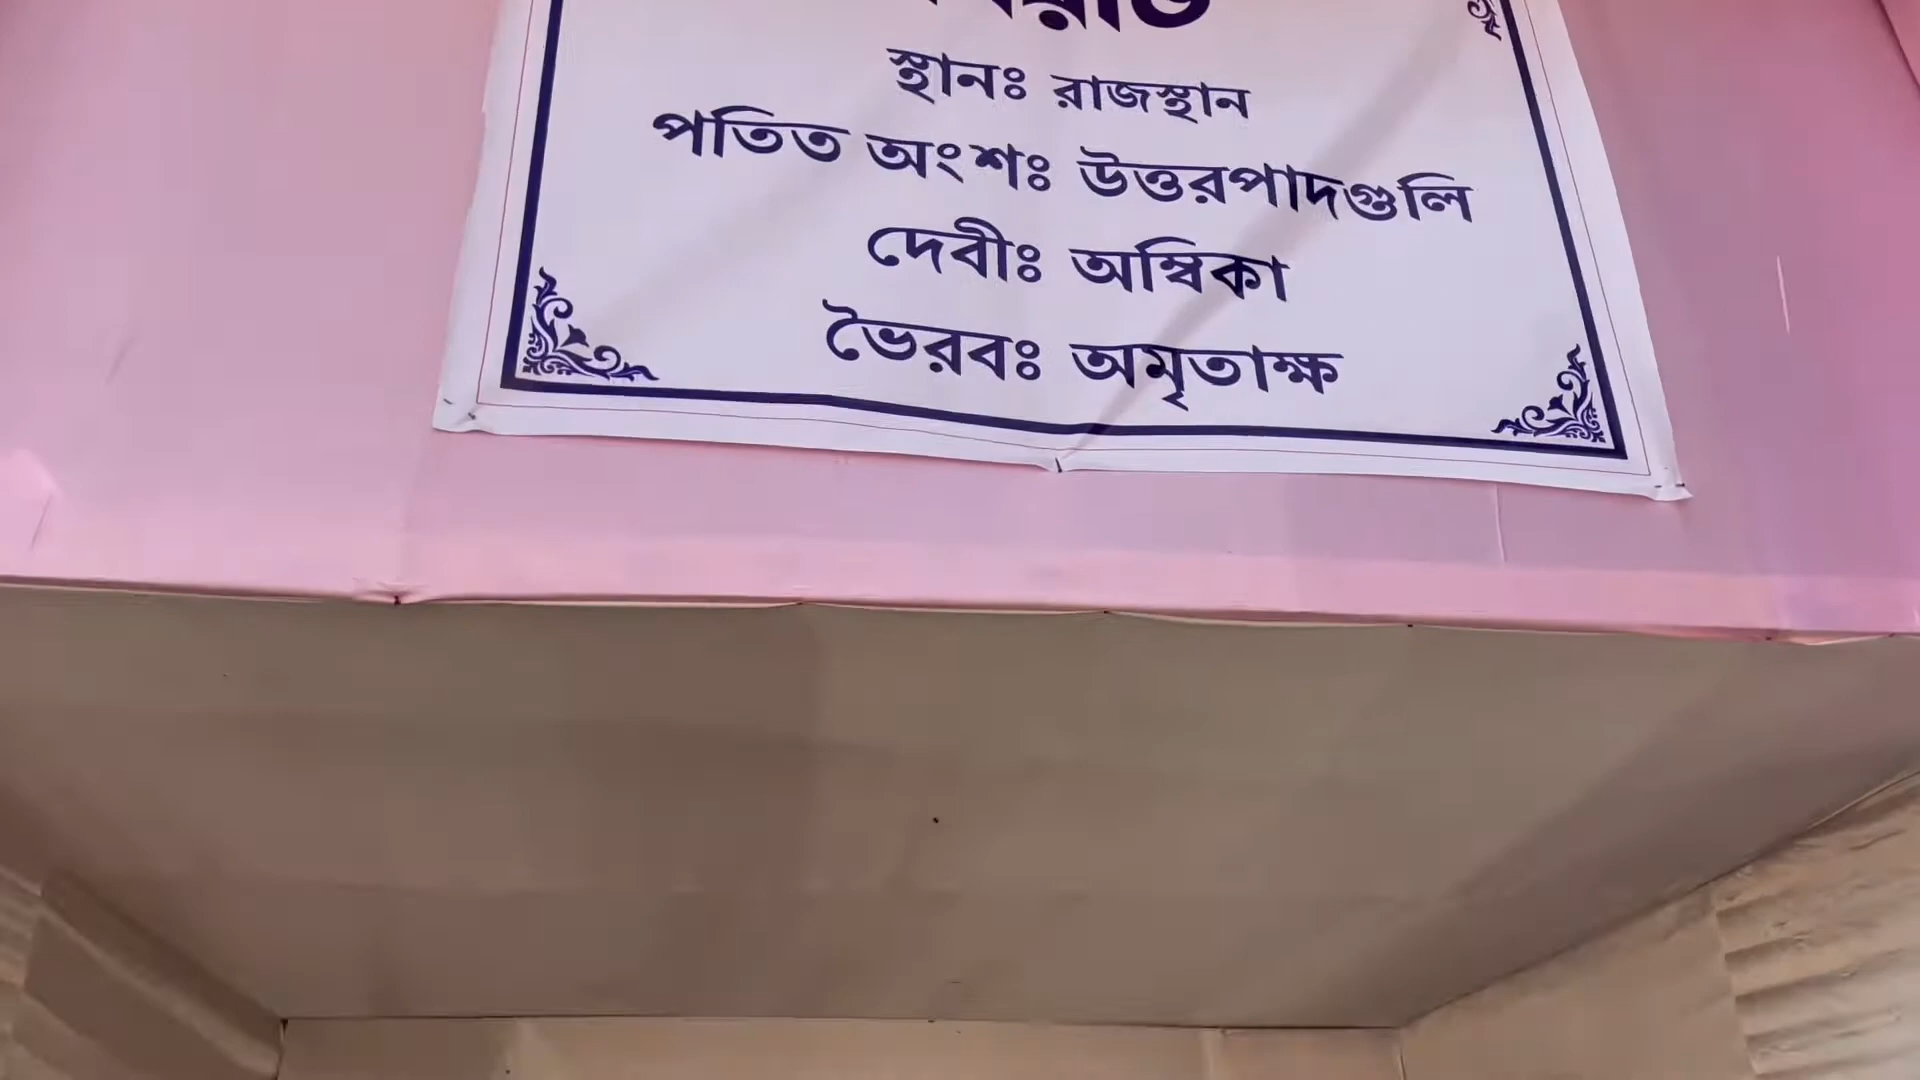 স্থানঃ রাজস্থান
পতিত অংশঃ উত্তরপাদগুলি
দেবীঃ অম্বিকা
ভৈরবঃ অমৃতাক্ষ